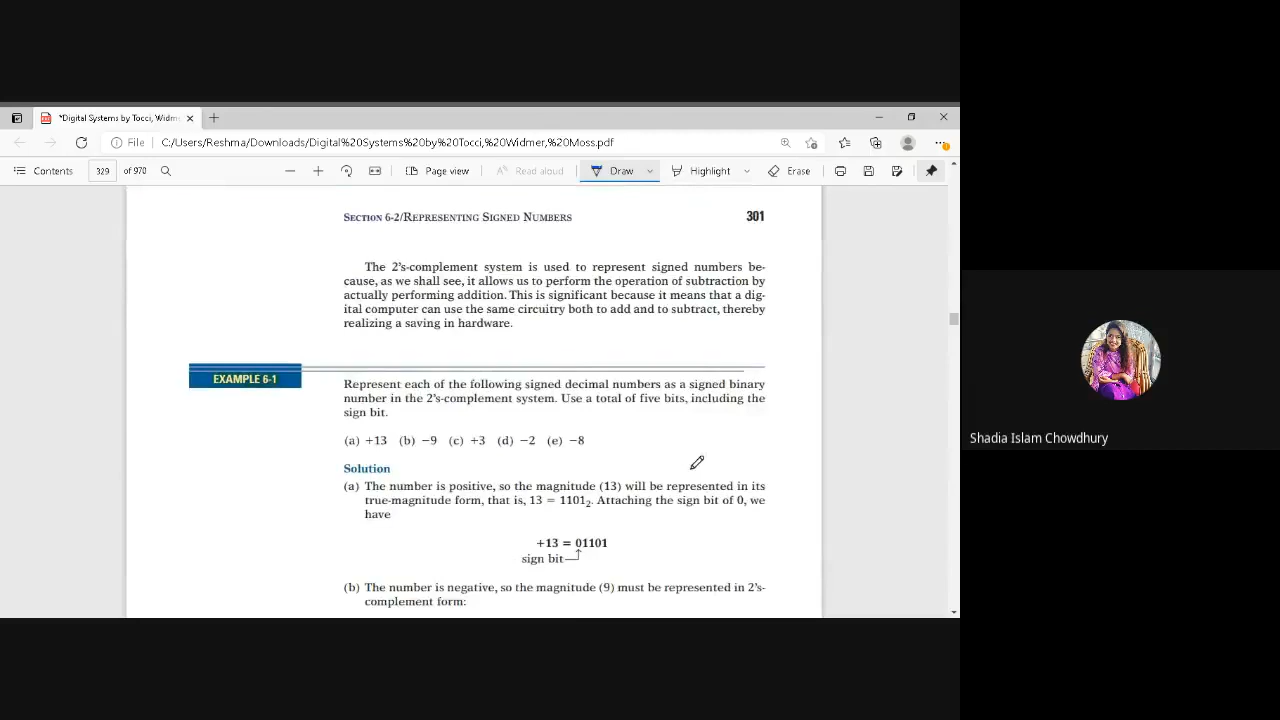 *Digital Systems by Tocci, Widm
File
C:/Users/Reshma/Downloads/Digital%20Systems%20by%20Tocci,%20Widmer,%20Moss.pdf
Contents
329 of 970
Page view
Read aloud
Draw
Highlight
Erase
SECTION 6-2/REPRESENTING SIGNED NUMBERS 301
The 2's-complement system is used to represent signed numbers be-
cause, as we shall see, it allows us to perform the operation of subtraction by
actually performing addition. This is significant because it means that a dig-
ital computer can use the same circuitry both to add and to subtract, thereby
realizing a saving in hardware.
EXAMPLE 6-1
Represent each of the following signed decimal numbers as a signed binary
number in the 2's-complement system. Use a total of five bits, including the
sign bit.
(a) +13 (b) −9 (c) +3 (d) −2 (e) −8
Solution
(a) The number is positive, so the magnitude (13) will be represented in its
true-magnitude form, that is, 13 = 1101₂. Attaching the sign bit of 0, we
have
+13 = 01101
sign bit
(b) The number is negative, so the magnitude (9) must be represented in 2's-
complement form:
Shadia Islam Chowdhury